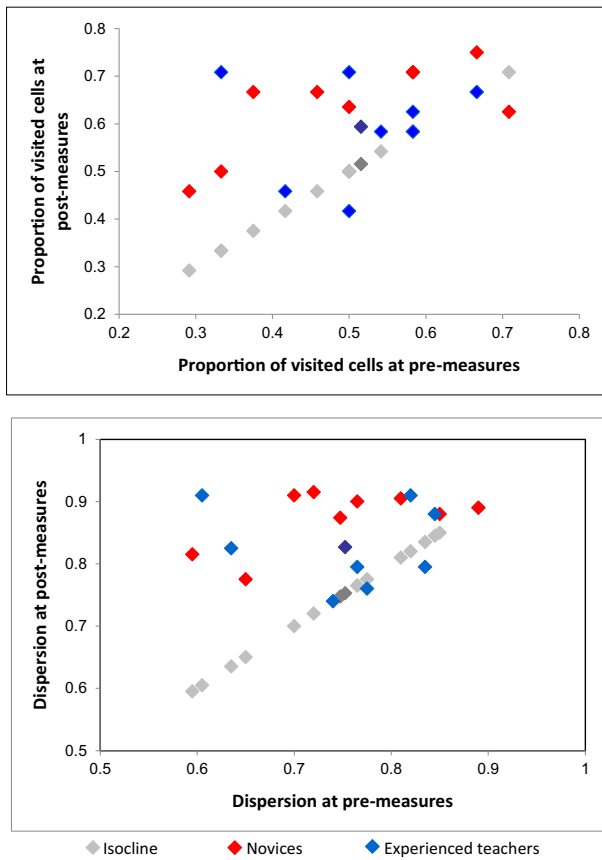 0.8
0.7
0.6
0.5
0.4
0.3
0.2
0.2 0.3 0.4 0.5 0.6 0.7 0.8
Proportion of visited cells at
post-measures
Proportion of visited cells at pre-measures
1
0.9
0.8
0.7
0.6
0.5
0.5 0.6 0.7 0.8 0.9 1
Dispersion at post-measures
Dispersion at pre-measures
Isocline Novices Experienced teachers